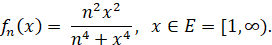 fₙ(x) = n²x² / (n⁴ + x⁴), x ∈ E = [1, ∞).